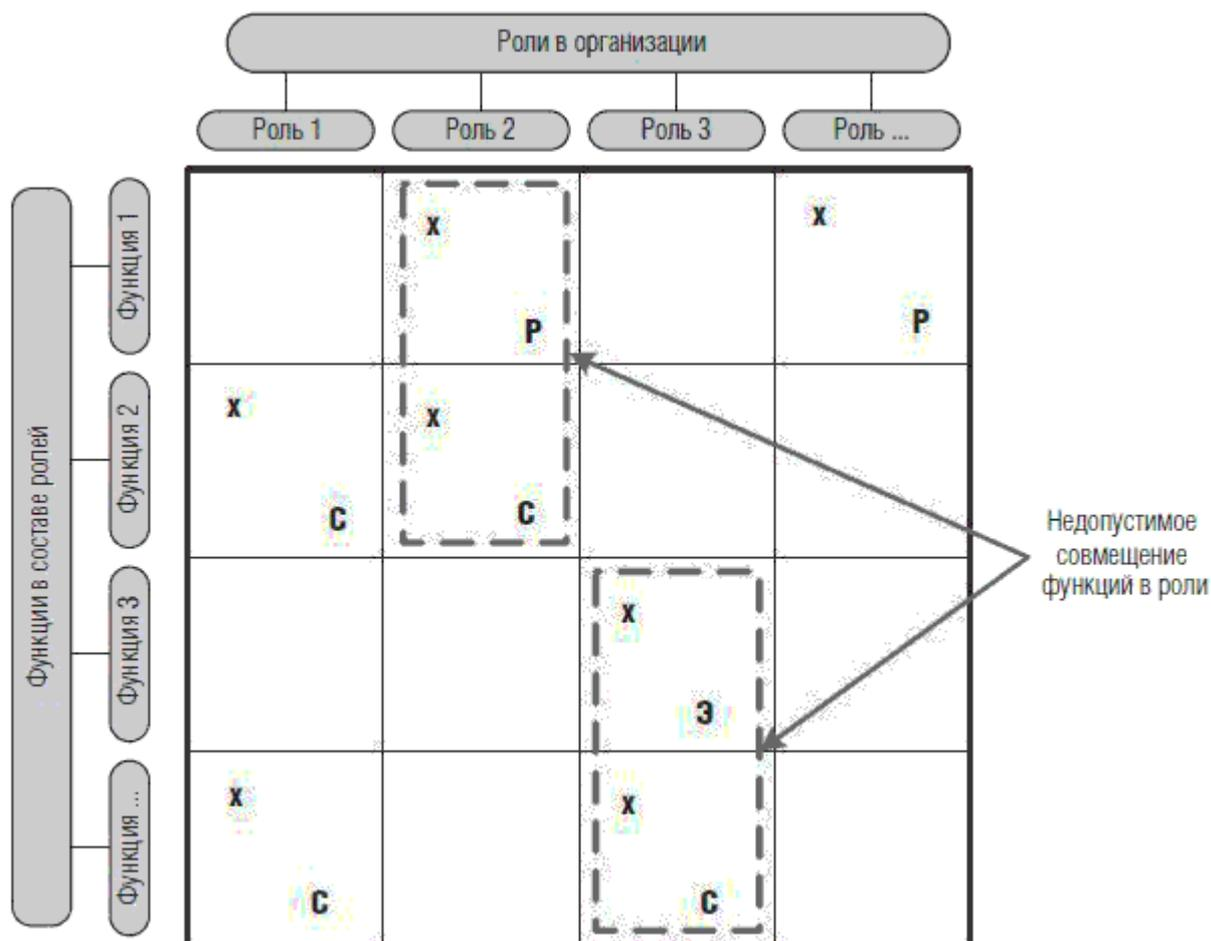 Роли в организации
Роль 1
Роль 2
Роль 3
Роль ...
Функции в составе ролей
Функция 1
х
Р
х
Р
Функция 2
х
С
х
С
Недопустимое
совмещение
функций в роли
Функция 3
х
Э
Функция ...
х
С
х
С